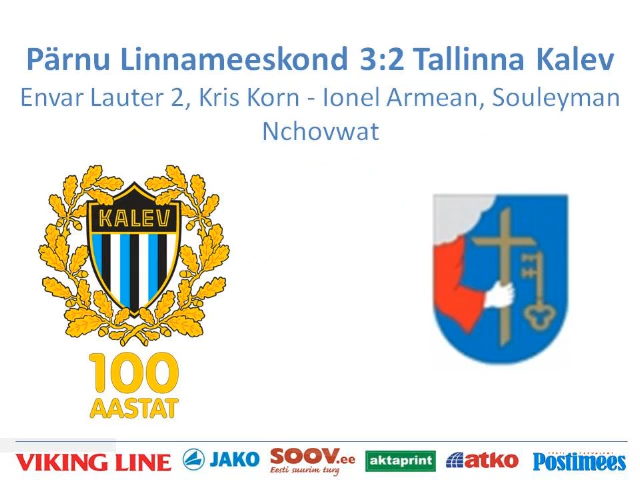 Pärnu Linnameeskond 3:2 Tallinna Kalev
Envar Lauter 2, Kris Korn - Ionel Armean, Souleyman
Nchovwat
KALEV
100
AASTAT
VIKING LINE JAKO SOOV.ee aktaprint atko Postimees
Eesti suurim turg